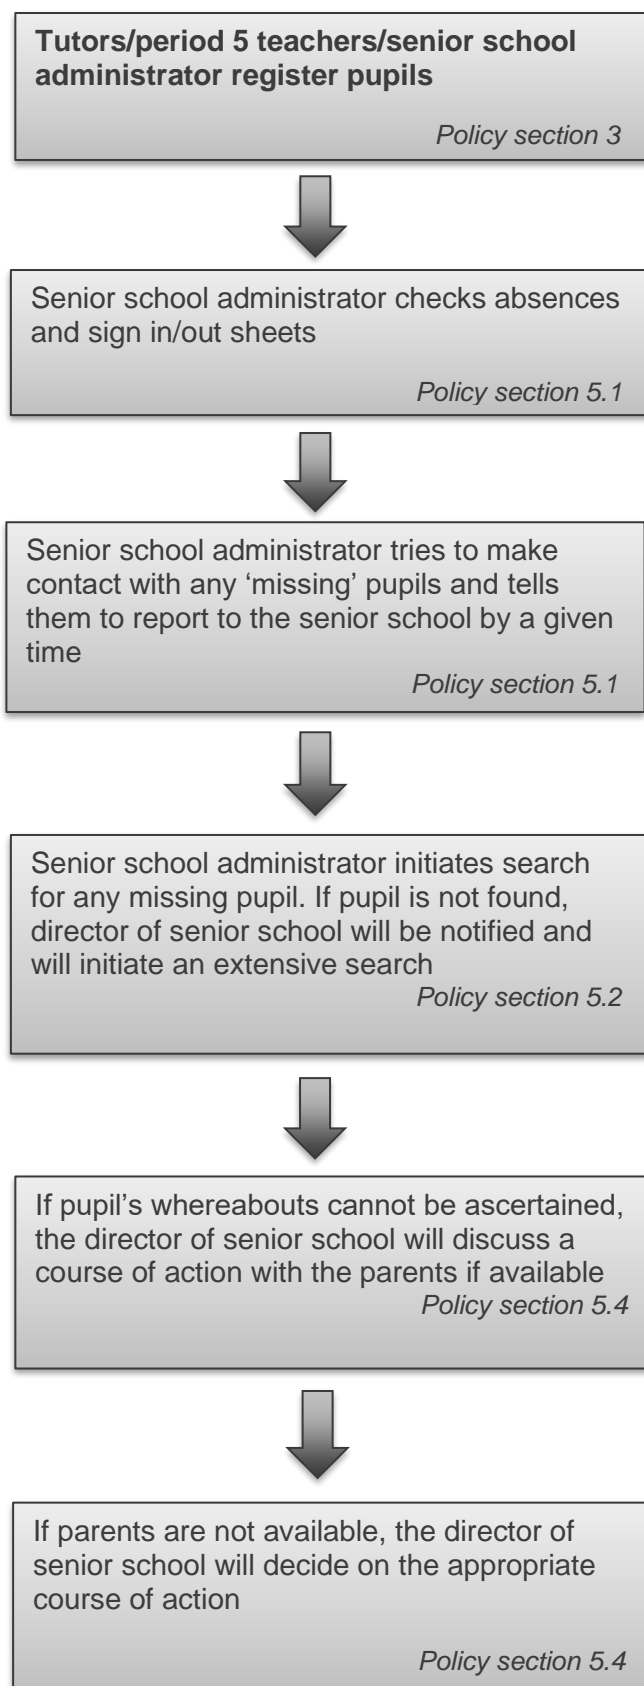 Tutors/period 5 teachers/senior school
administrator register pupils
Policy section 3
Senior school administrator checks absences
and sign in/out sheets
Policy section 5.1
Senior school administrator tries to make
contact with any ‘missing’ pupils and tells
them to report to the senior school by a given
time
Policy section 5.1
Senior school administrator initiates search
for any missing pupil. If pupil is not found,
director of senior school will be notified and
will initiate an extensive search
Policy section 5.2
If pupil’s whereabouts cannot be ascertained,
the director of senior school will discuss a
course of action with the parents if available
Policy section 5.4
If parents are not available, the director of
senior school will decide on the appropriate
course of action
Policy section 5.4